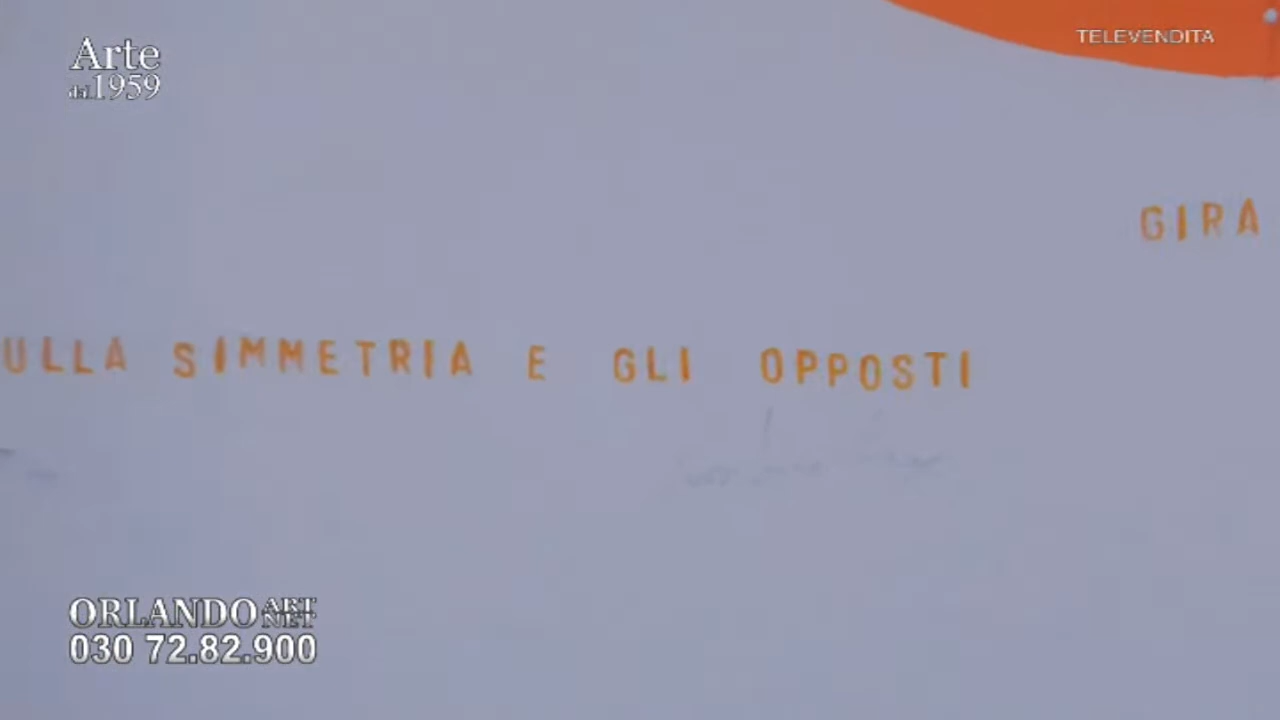 Arte
dal 1959
TELEVENDITA
GIRA
ULLA SIMMETRIA E GLI OPPOSTI
ORLANDO ART NET
030 72.82.900